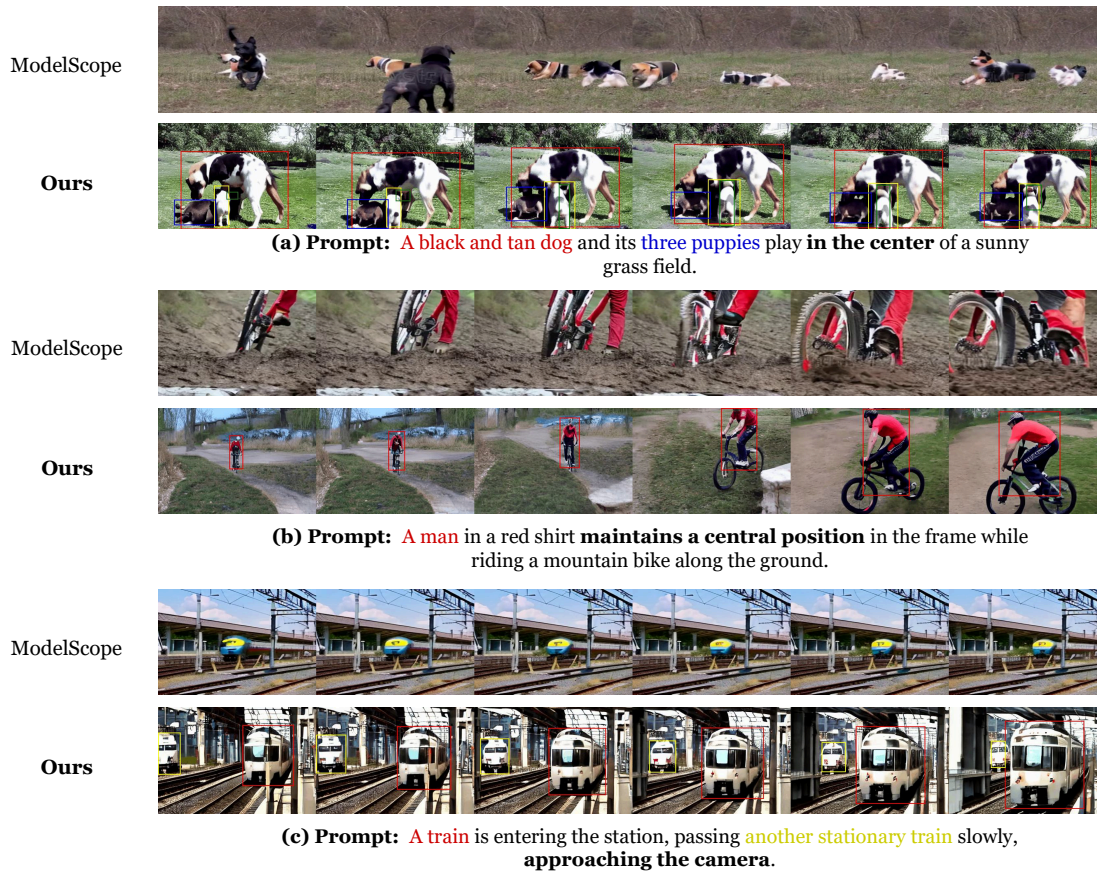 ModelScope
Ours
(a) Prompt: A black and tan dog and its three puppies play in the center of a sunny
grass field.
ModelScope
Ours
(b) Prompt: A man in a red shirt maintains a central position in the frame while
riding a mountain bike along the ground.
ModelScope
Ours
(c) Prompt: A train is entering the station, passing another stationary train slowly,
approaching the camera.